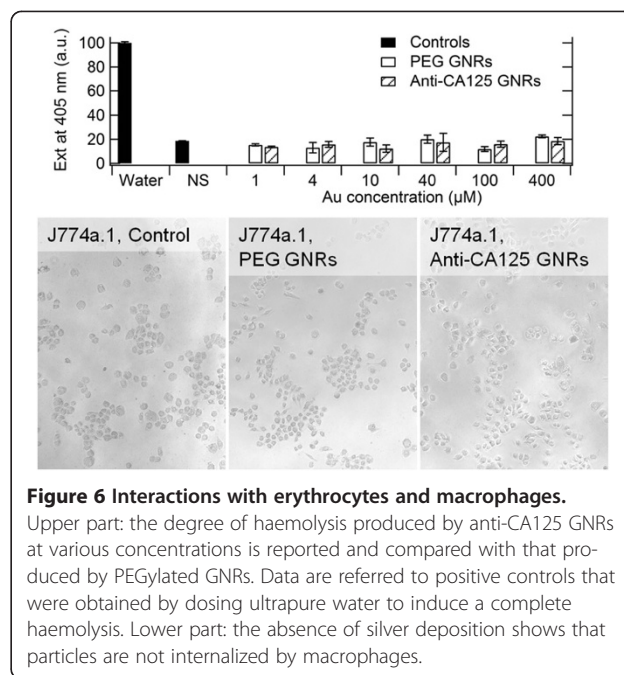 Ext at 405 nm (a.u.)
100
80
60
40
20
0
Controls
PEG GNRs
Anti-CA125 GNRs
Water NS 1 4 10 40 100 400
Au concentration (µM)
J774a.1, Control
J774a.1,
PEG GNRs
J774a.1,
Anti-CA125 GNRs
Figure 6 Interactions with erythrocytes and macrophages.
Upper part: the degree of haemolysis produced by anti-CA125 GNRs
at various concentrations is reported and compared with that pro-
duced by PEGylated GNRs. Data are referred to positive controls that
were obtained by dosing ultrapure water to induce a complete
haemolysis. Lower part: the absence of silver deposition shows that
particles are not internalized by macrophages.